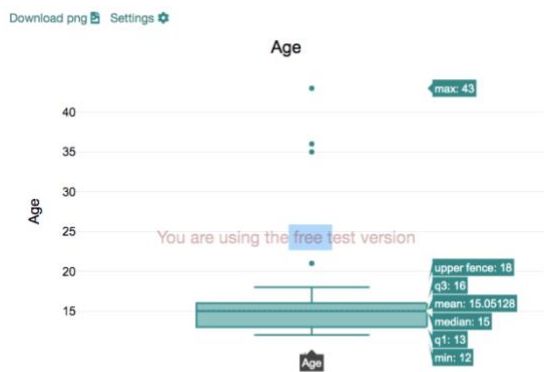 Download png Settings
Age
max: 43
40
35
30
Age
25
You are using the free test version
20
upper fence: 18
q3: 16
mean: 15.05128
15
median: 15
q1: 13
min: 12
Age